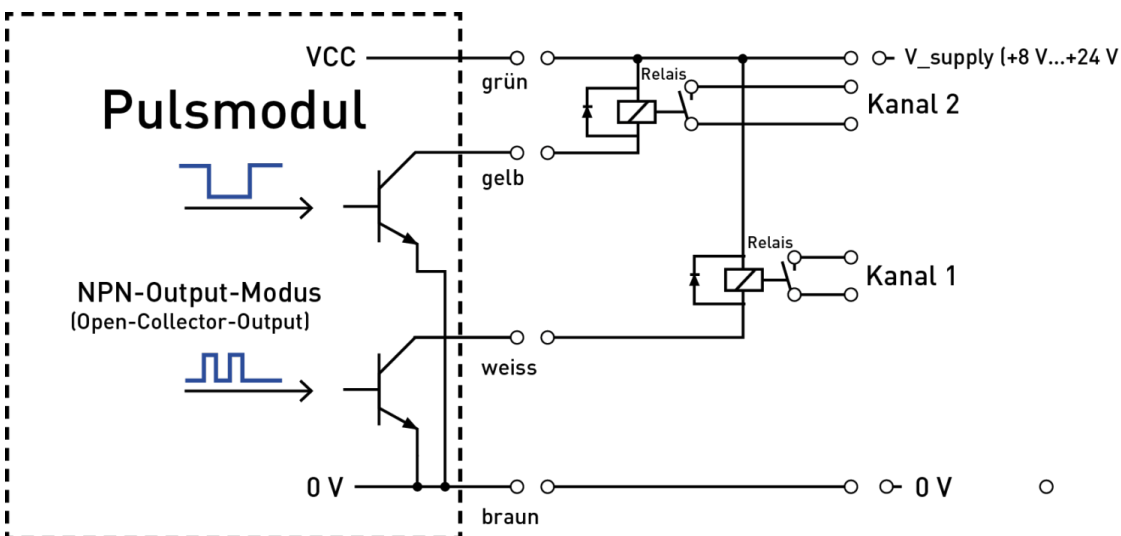 VCC
grün
V_supply (+8 V...+24 V
Relais
Kanal 2
Pulsmodul
gelb
Relais
Kanal 1
NPN-Output-Modus
(Open-Collector-Output)
weiss
0 V
0 V
braun